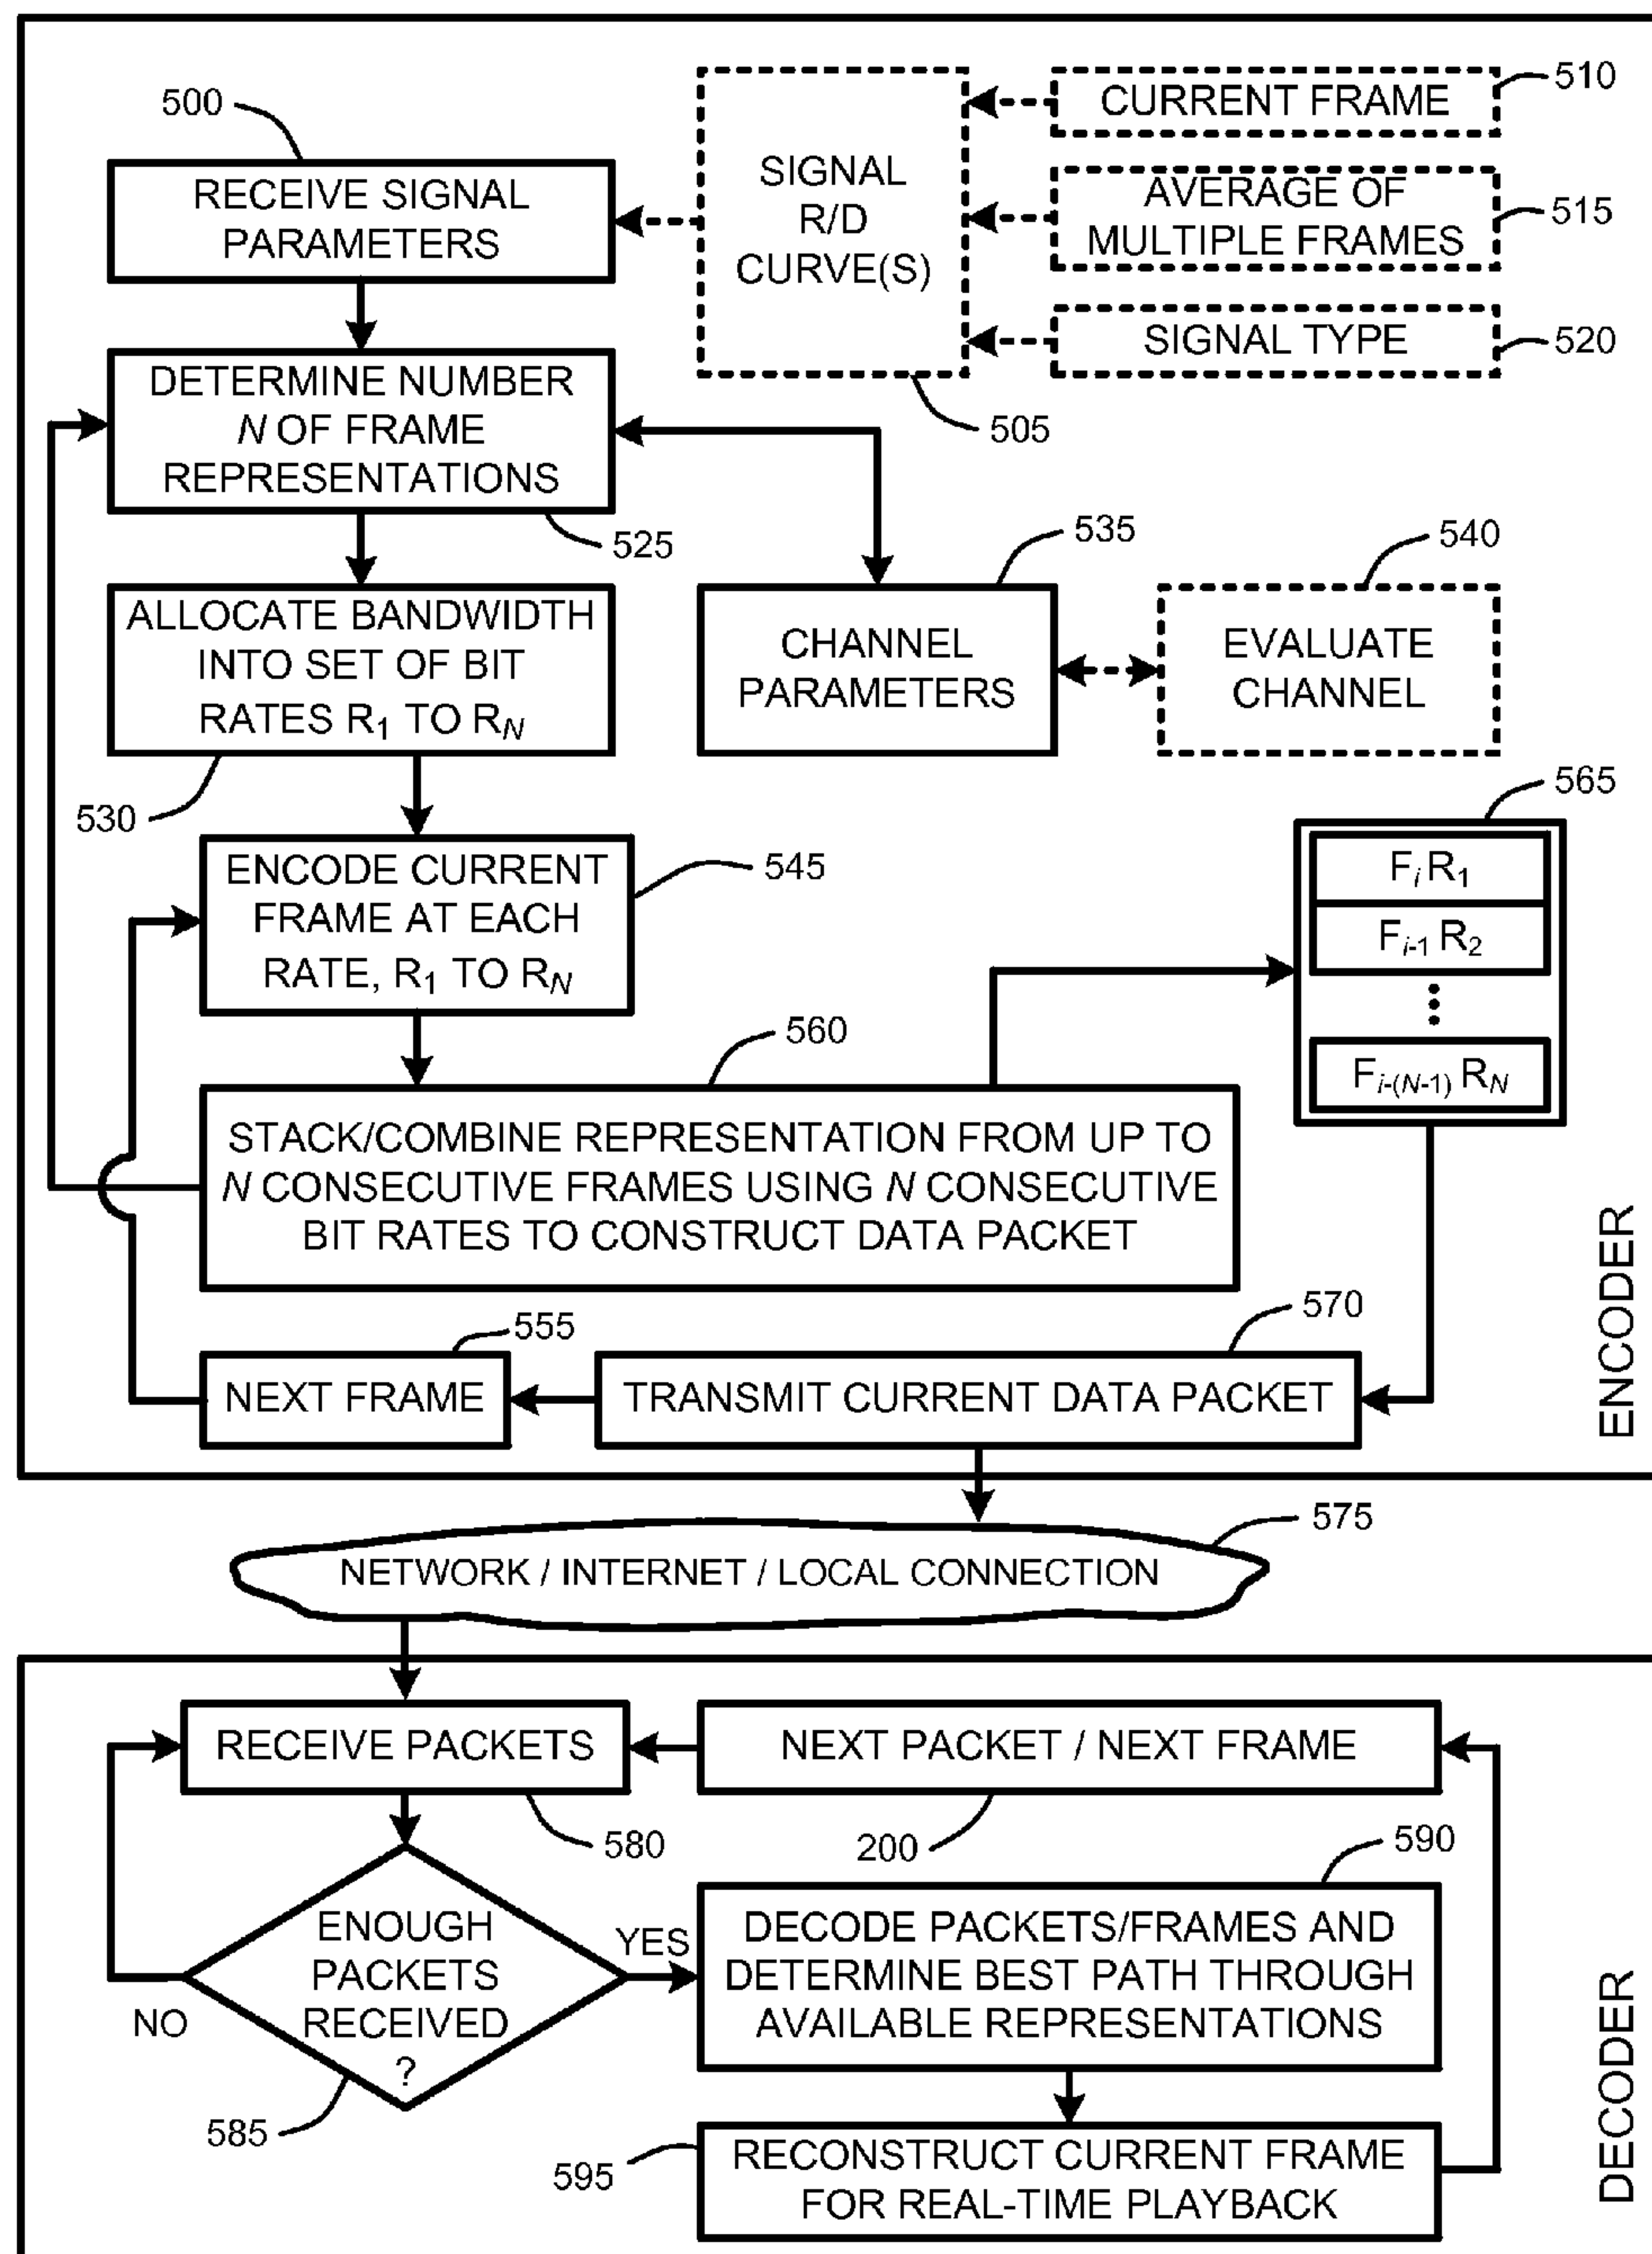 500
RECEIVE SIGNAL
PARAMETERS
SIGNAL
R/D
CURVE(S)
505
CURRENT FRAME
510
AVERAGE OF
MULTIPLE FRAMES
515
SIGNAL TYPE
520
DETERMINE NUMBER
N OF FRAME
REPRESENTATIONS
525
ALLOCATE BANDWIDTH
INTO SET OF BIT
RATES R1 TO RN
530
535
CHANNEL
PARAMETERS
540
EVALUATE
CHANNEL
ENCODE CURRENT
FRAME AT EACH
RATE, R1 TO RN
545
565
Fi R1
Fi-1 R2
Fi-(N-1) RN
560
STACK/COMBINE REPRESENTATION FROM UP TO
N CONSECUTIVE FRAMES USING N CONSECUTIVE
BIT RATES TO CONSTRUCT DATA PACKET
555
NEXT FRAME
570
TRANSMIT CURRENT DATA PACKET
ENCODER
575
NETWORK / INTERNET / LOCAL CONNECTION
RECEIVE PACKETS
580
NEXT PACKET / NEXT FRAME
200
ENOUGH
PACKETS
RECEIVED
?
YES
NO
585
590
DECODE PACKETS/FRAMES AND
DETERMINE BEST PATH THROUGH
AVAILABLE REPRESENTATIONS
595
RECONSTRUCT CURRENT FRAME
FOR REAL-TIME PLAYBACK
DECODER